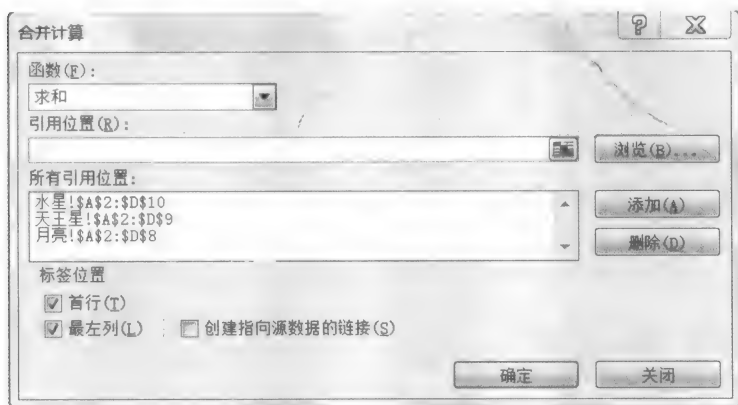 合并计算
函数(F):
求和
引用位置(R):
浏览(B)...
所有引用位置:
水星!$A$2:$D$10
天王星!$A$2:$D$9
月亮!$A$2:$D$8
添加(A)
删除(D)
标签位置
首行(T)
最左列(L) 创建指向源数据的链接(S)
确定 关闭